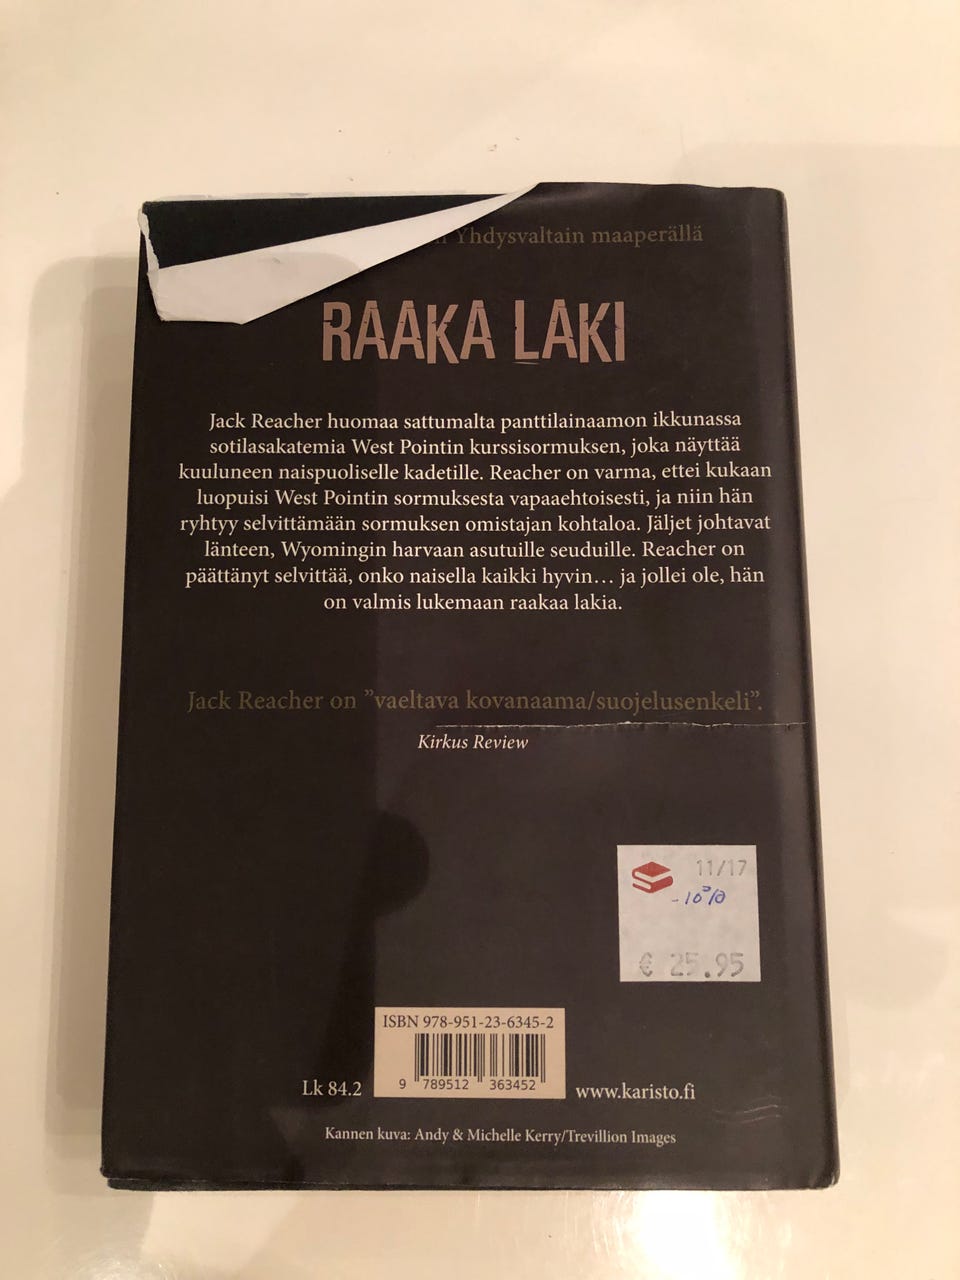 Yhdysvaltain maaperällä
RAAKA LAKI
Jack Reacher huomaa sattumalta panttilainaamon ikkunassa
sotilasakatemia West Pointin kurssisormuksen, joka näyttää
kuuluneen naispuoliselle kadetille. Reacher on varma, ettei kukaan
luopuisi West Pointin sormuksesta vapaaehtoisesti, ja niin hän
ryhtyy selvittämään sormuksen omistajan kohtaloa. Jäljet johtavat
länteen, Wyomingin harvaan asutuille seuduille. Reacher on
päättänyt selvittää, onko naisella kaikki hyvin… ja jollei ole, hän
on valmis lukemaan raakaa lakia.
Jack Reacher on ”vaeltava kovanaama/suojelusenkeli”.
Kirkus Review
11/17
-10%
€ 25.95
ISBN 978-951-23-6345-2
9 789512 363452
Lk 84.2
www.karisto.fi
Kannen kuva: Andy & Michelle Kerry/Trevillion Images